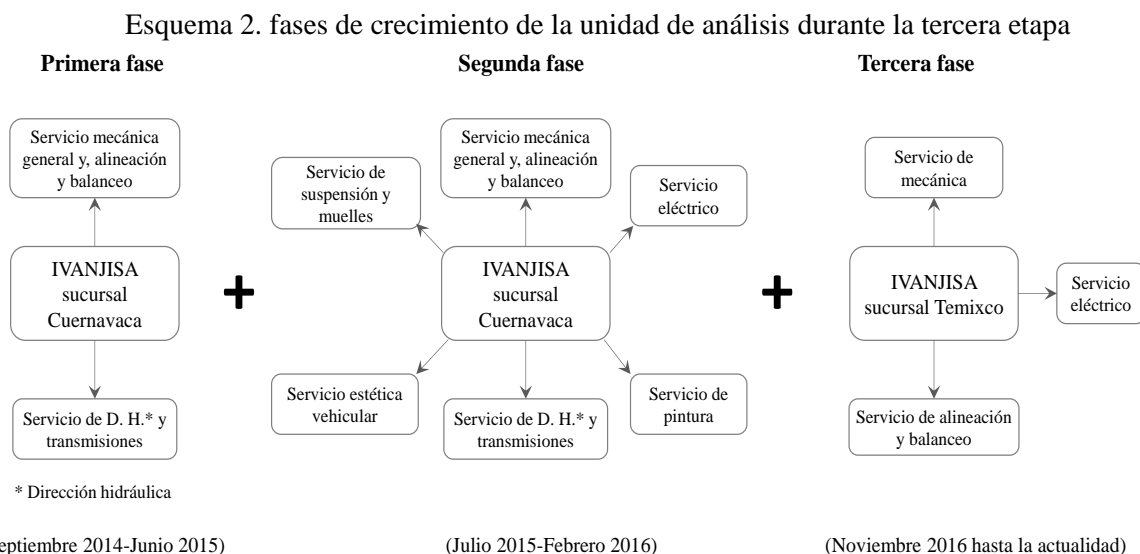 Esquema 2. fases de crecimiento de la unidad de análisis durante la tercera etapa
Primera fase
Servicio mecánica
general y, alineación
y balanceo
IVANJISA
sucursal
Cuernavaca
Servicio de D. H.* y
transmisiones
* Dirección hidráulica
eptiembre 2014-Junio 2015)
+
Segunda fase
Servicio de
suspensión y
muelles
Servicio mecánica
general y, alineación
y balanceo
Servicio
eléctrico
IVANJISA
sucursal
Cuernavaca
Servicio estética
vehicular
Servicio de D. H.* y
transmisiones
Servicio de
pintura
(Julio 2015-Febrero 2016)
+
Tercera fase
Servicio de
mecánica
IVANJISA
sucursal Temixco
Servicio
eléctrico
Servicio de alineación
y balanceo
(Noviembre 2016 hasta la actualidad)